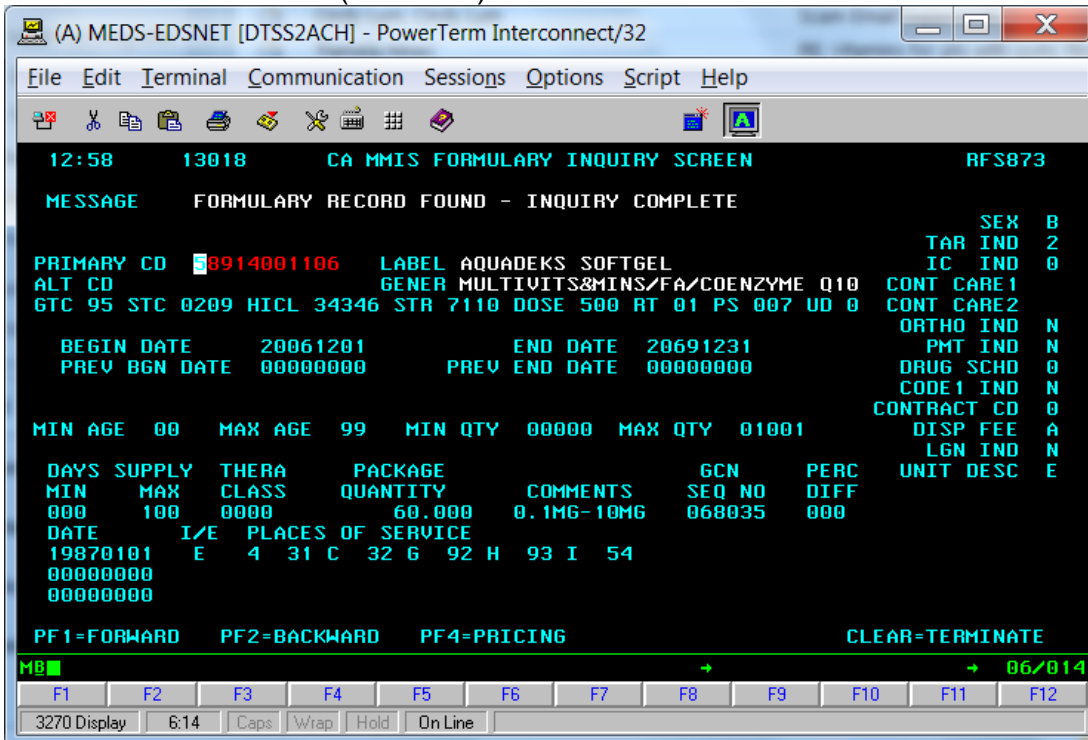 (A) MEDS-EDSNET [DTSS2ACH] - PowerTerm Interconnect/32
File Edit Terminal Communication Sessions Options Script Help
12:58 13018 CA MMIS FORMULARY INQUIRY SCREEN RFS873
MESSAGE FORMULARY RECORD FOUND - INQUIRY COMPLETE
SEX B
TAR IND 2
PRIMARY CD 58914001106 LABEL AQUADEKS SOFTGEL IC IND 0
ALT CD GENER MULTIVITS&MINS/FA/COENZYME Q10 CONT CARE1
GTC 95 STC 0209 HICL 34346 STR 7110 DOSE 500 RT 01 PS 007 UD 0 CONT CARE2
ORTHO IND N
BEGIN DATE 20061201 END DATE 20691231 PMT IND N
PREV BGN DATE 00000000 PREV END DATE 00000000 DRUG SCHD 0
CODE1 IND N
CONTRACT CD 0
MIN AGE 00 MAX AGE 99 MIN QTY 00000 MAX QTY 01001 DISP FEE A
LGN IND N
DAYS SUPPLY THERA PACKAGE GCN PERC UNIT DESC E
MIN MAX CLASS QUANTITY COMMENTS SEQ NO DIFF
000 100 0000 60.000 0.1MG-10MG 068035 000
DATE I/E PLACES OF SERVICE
19870101 E 4 31 C 32 G 92 H 93 I 54
00000000
00000000
PF1=FORWARD PF2=BACKWARD PF4=PRICING CLEAR=TERMINATE
MB → → 06/014
F1 F2 F3 F4 F5 F6 F7 F8 F9 F10 F11 F12
3270 Display 6:14 Caps Wrap Hold On Line